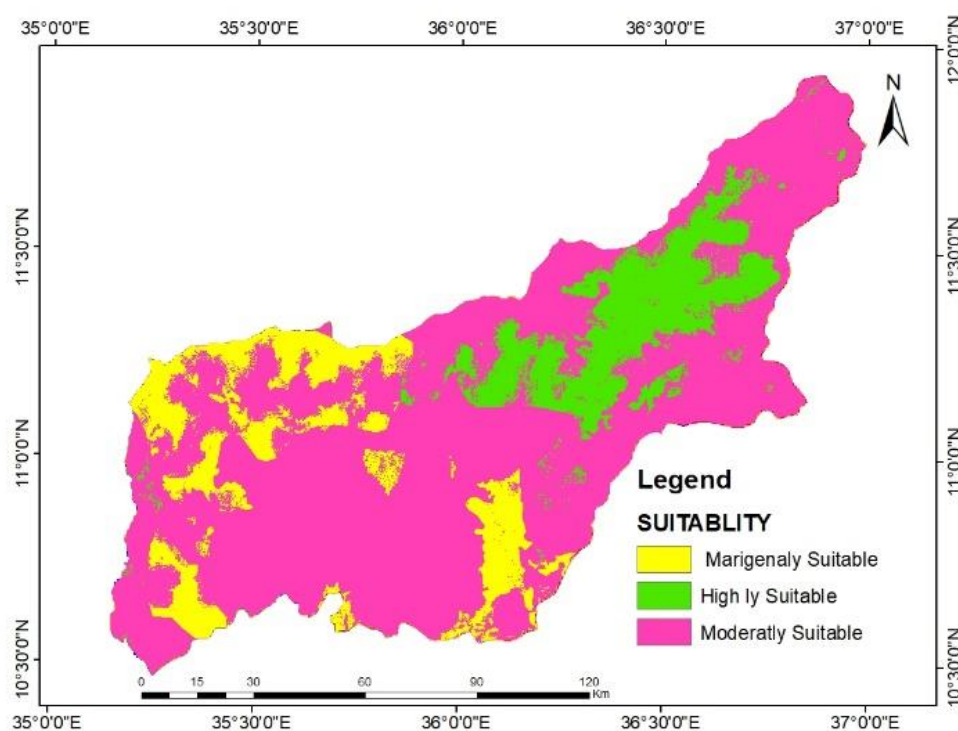 35°0'0"E 35°30'0"E 36°0'0"E 36°30'0"E 37°0'0"E
12°0'0"N
N
11°30'0"N
11°30'0"N
11°0'0"N
11°0'0"N
Legend
SUITABLITY
Marigenaly Suitable
High ly Suitable
Moderatly Suitable
10°30'0"N
10°30'0"N
0 15 30 60 90 120
Km
35°0'0"E 35°30'0"E 36°0'0"E 36°30'0"E 37°0'0"E